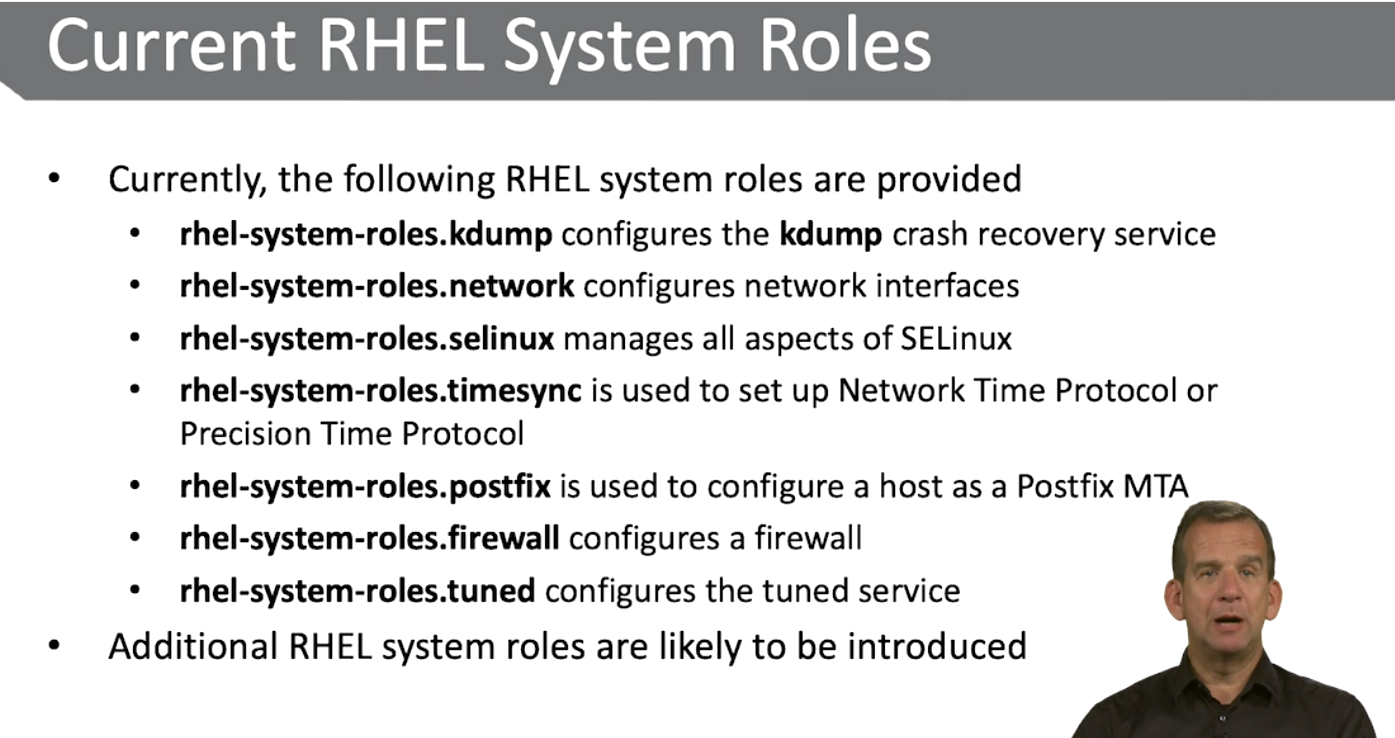 Current RHEL System Roles
• Currently, the following RHEL system roles are provided
• rhel-system-roles.kdump configures the kdump crash recovery service
• rhel-system-roles.network configures network interfaces
• rhel-system-roles.selinux manages all aspects of SELinux
• rhel-system-roles.timesync is used to set up Network Time Protocol or
Precision Time Protocol
• rhel-system-roles.postfix is used to configure a host as a Postfix MTA
• rhel-system-roles.firewall configures a firewall
• rhel-system-roles.tuned configures the tuned service
• Additional RHEL system roles are likely to be introduced